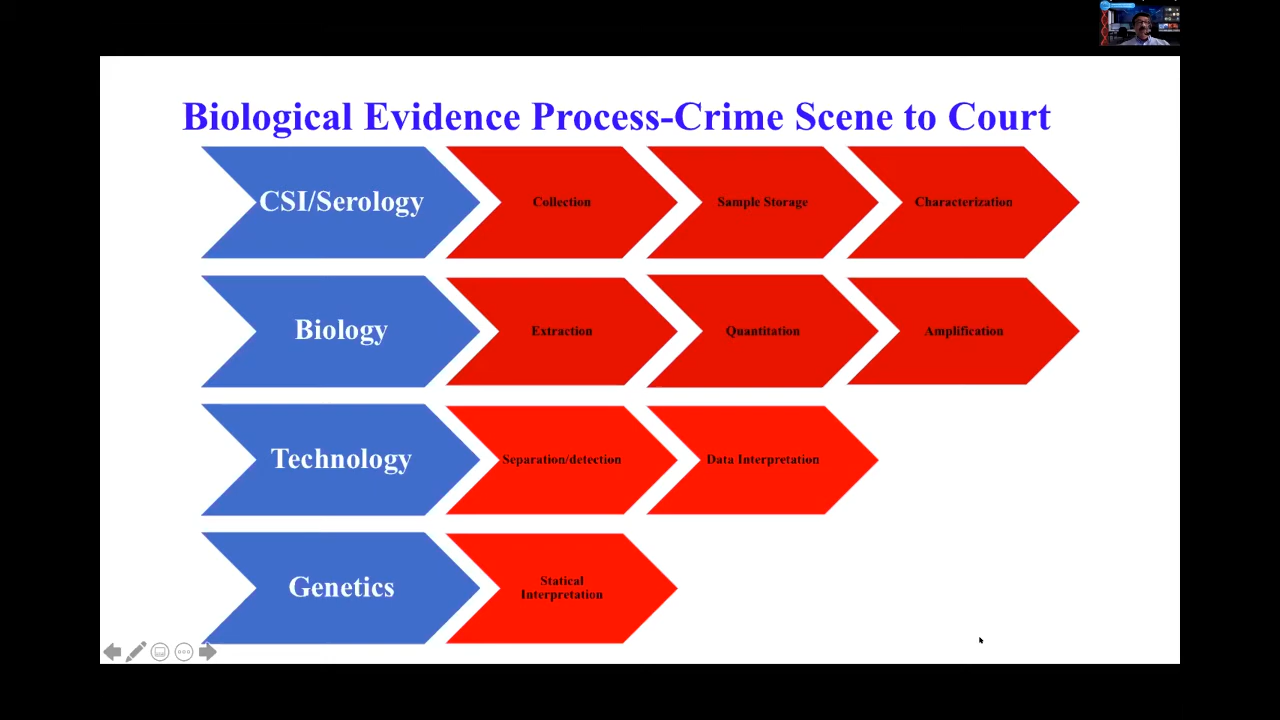 Biological Evidence Process-Crime Scene to Court
CSI/Serology
Collection
Sample Storage
Characterization
Biology
Extraction
Quantitation
Amplification
Technology
Separation/detection
Data Interpretation
Genetics
Statical
Interpretation